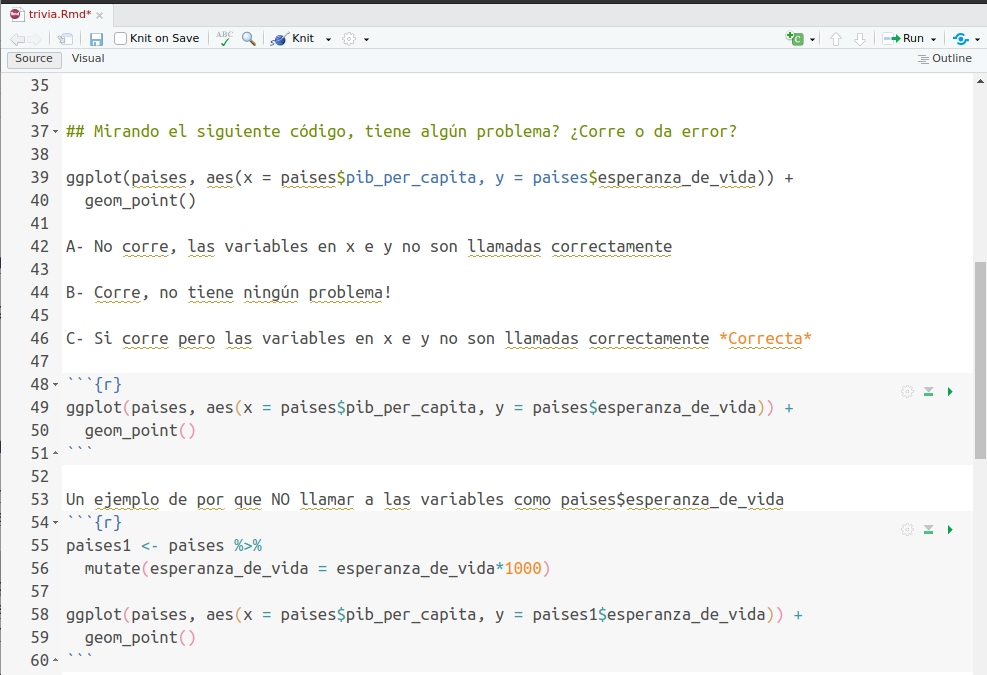 trivia.Rmd*
Knit on Save ABC Knit Run
Source Visual Outline
35
36
37 ## Mirando el siguiente código, tiene algún problema? ¿Corre o da error?
38
39 ggplot(paises, aes(x = paises$pib_per_capita, y = paises$esperanza_de_vida)) +
40 geom_point()
41
42 A- No corre, las variables en x e y no son llamadas correctamente
43
44 B- Corre, no tiene ningún problema!
45
46 C- Si corre pero las variables en x e y no son llamadas correctamente *Correcta*
47
48 ```{r}
49 ggplot(paises, aes(x = paises$pib_per_capita, y = paises$esperanza_de_vida)) +
50 geom_point()
51 ```
52
53 Un ejemplo de por que NO llamar a las variables como paises$esperanza_de_vida
54 ```{r}
55 paises1 <- paises %>%
56 mutate(esperanza_de_vida = esperanza_de_vida*1000)
57
58 ggplot(paises, aes(x = paises$pib_per_capita, y = paises1$esperanza_de_vida)) +
59 geom_point()
60 ```